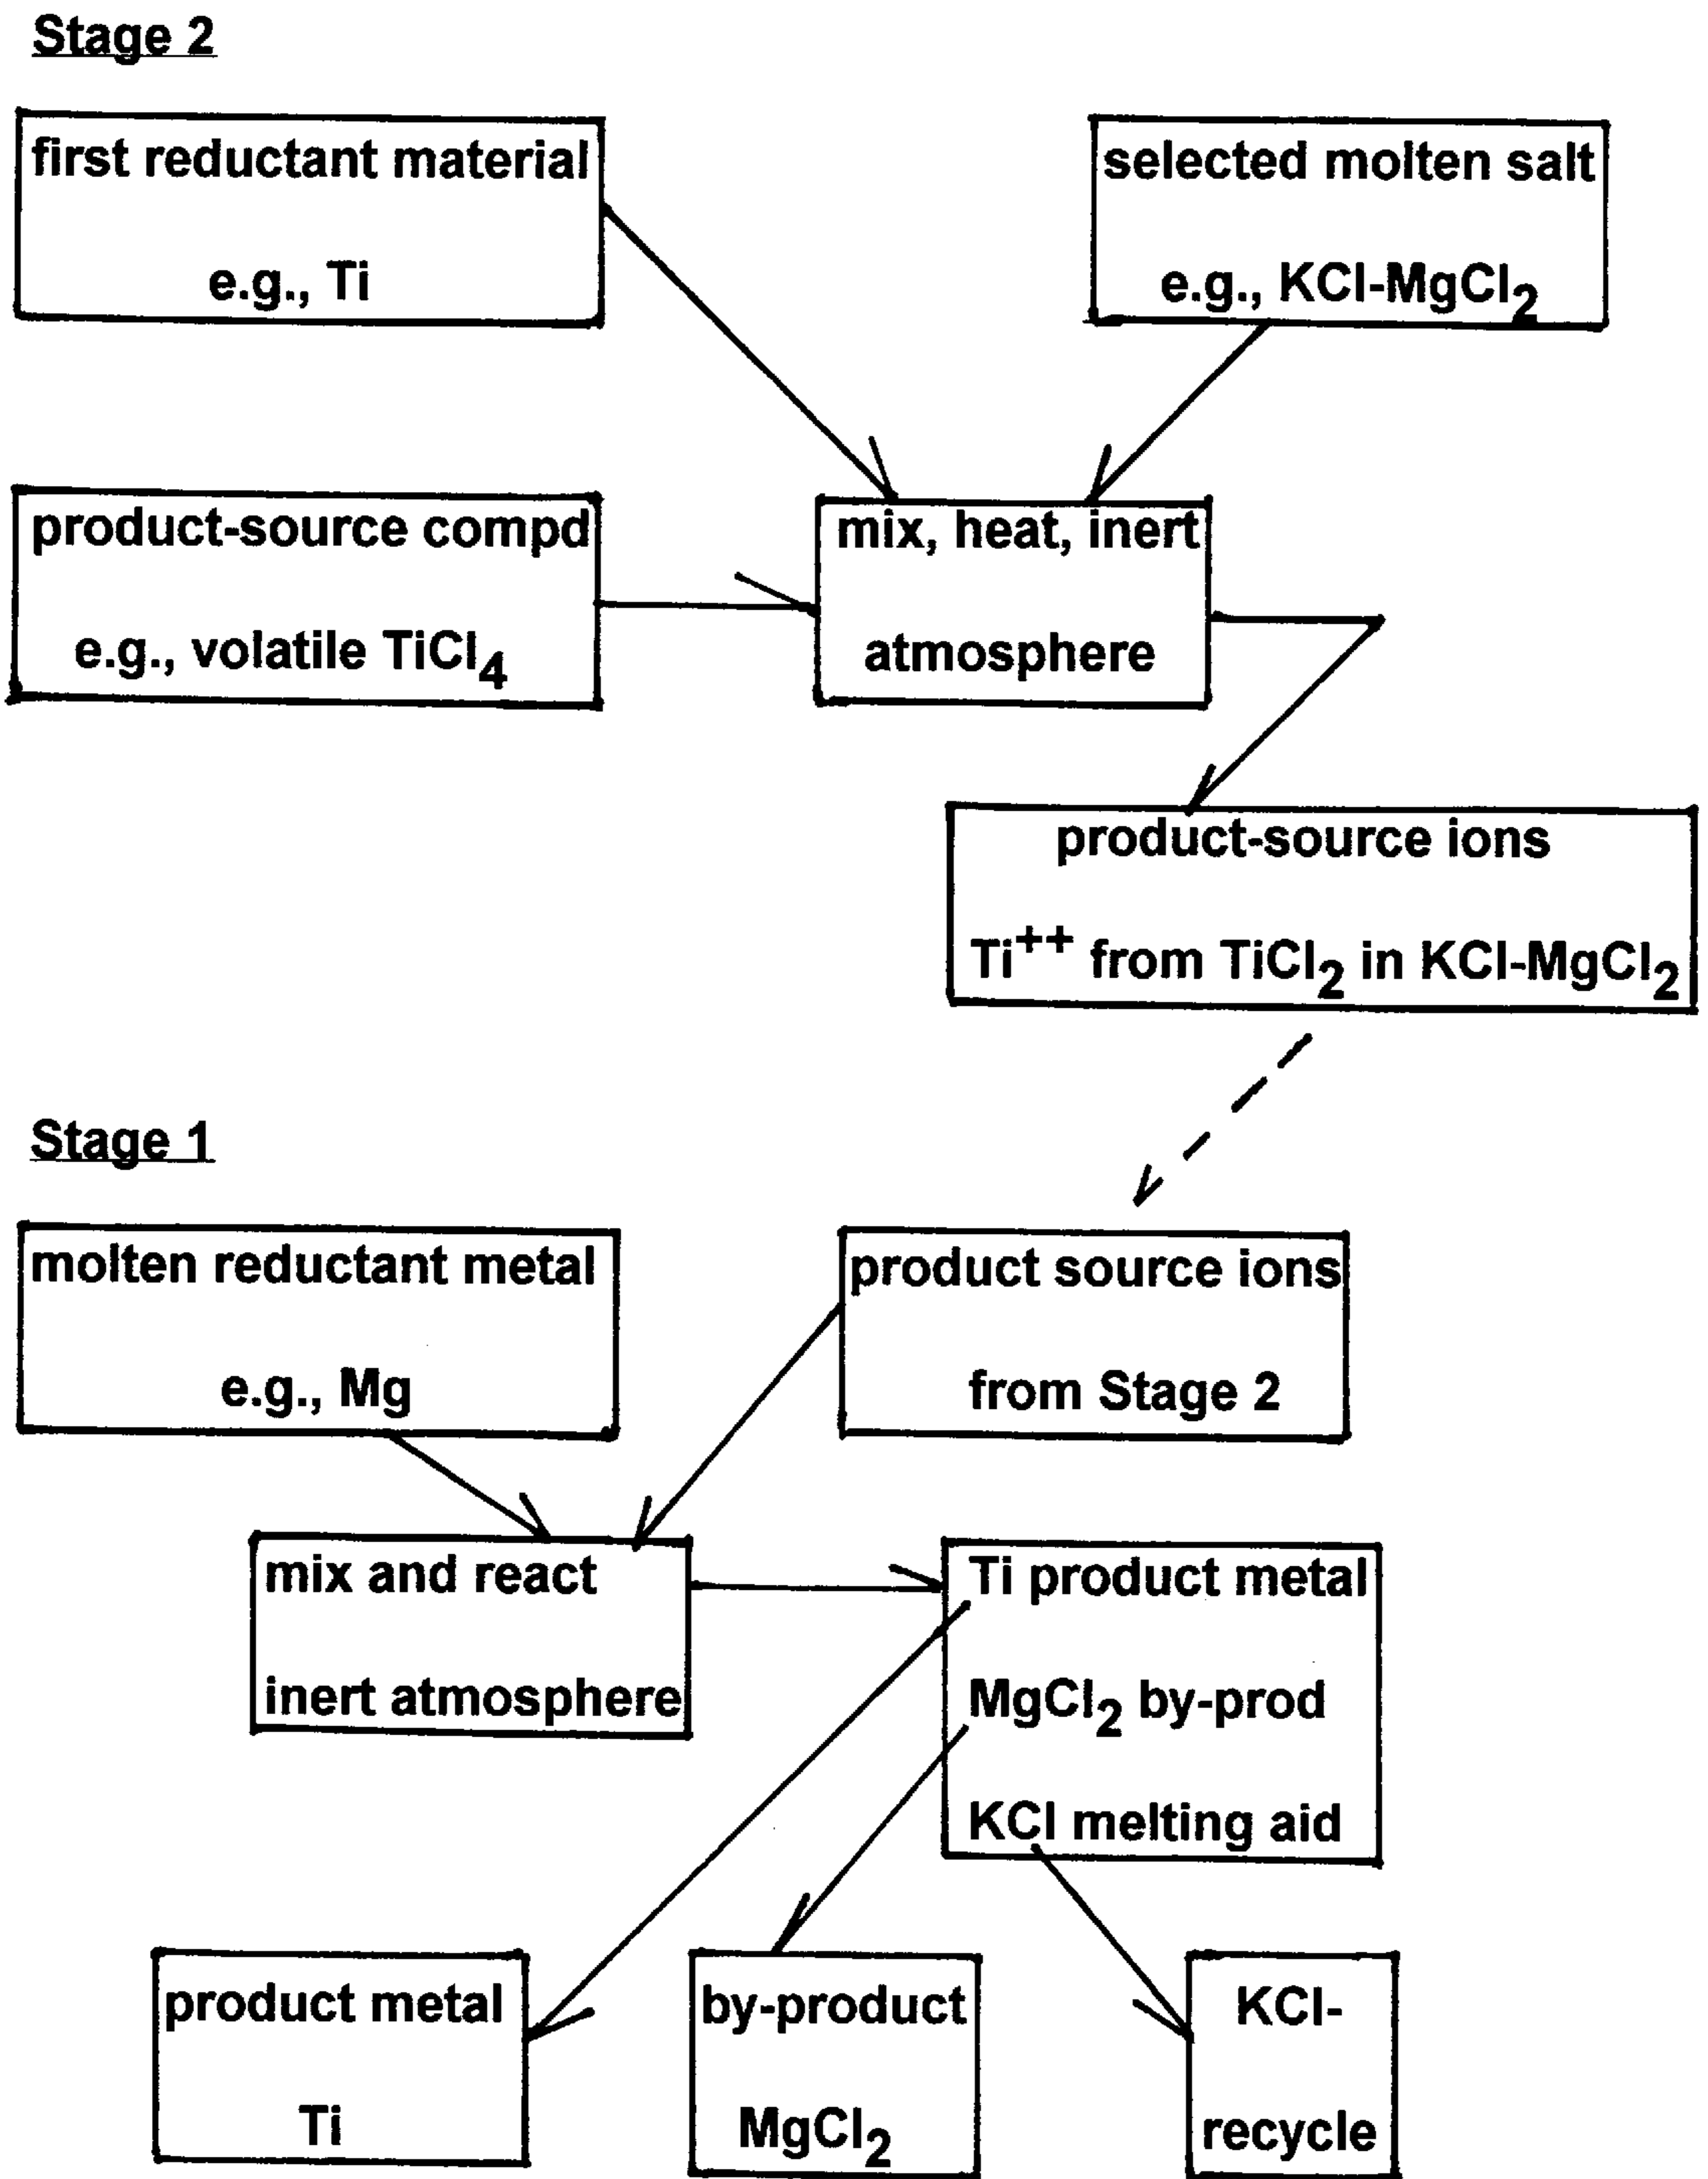 Stage 2
first reductant material
e.g., Ti
selected molten salt
e.g., KCl-MgCl2
product-source compd
e.g., volatile TiCl4
mix, heat, inert
atmosphere
product-source ions
Ti++ from TiCl2 in KCl-MgCl2
Stage 1
molten reductant metal
e.g., Mg
product source ions
from Stage 2
mix and react
inert atmosphere
Ti product metal
MgCl2 by-prod
KCl melting aid
product metal
Ti
by-product
MgCl2
KCl-
recycle